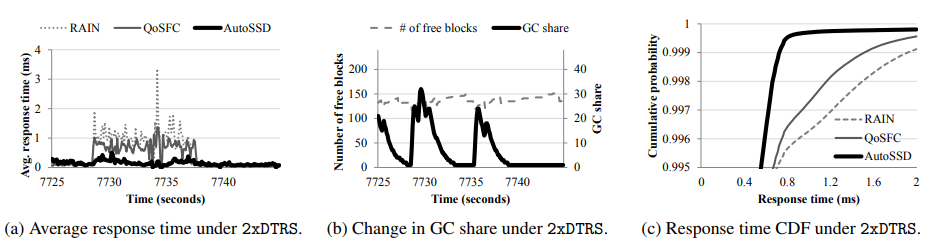 RAIN QoSFC AutoSSD
Avg. response time (ms)
4
3
2
1
0
7725 7730 7735 7740
Time (seconds)
(a) Average response time under 2xDTRS.
# of free blocks GC share
Number of free blocks
200
150
100
50
0
40
30
20
10
0
GC share
7725 7730 7735 7740
Time (seconds)
(b) Change in GC share under 2xDTRS.
Cumulative probability
1
0.999
0.998
0.997
0.996
0.995
RAIN
QoSFC
AutoSSD
0 0.4 0.8 1.2 1.6 2
Response time (ms)
(c) Response time CDF under 2xDTRS.